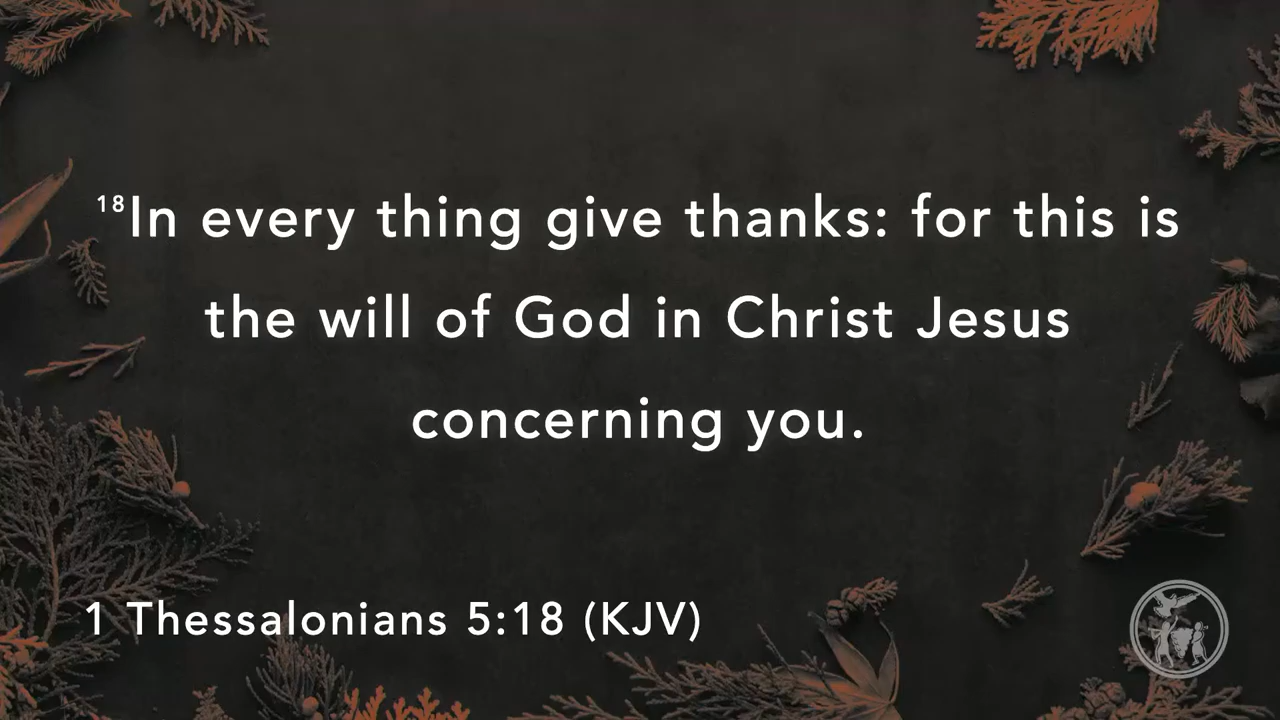 18In every thing give thanks: for this is
the will of God in Christ Jesus
concerning you.
1 Thessalonians 5:18 (KJV)